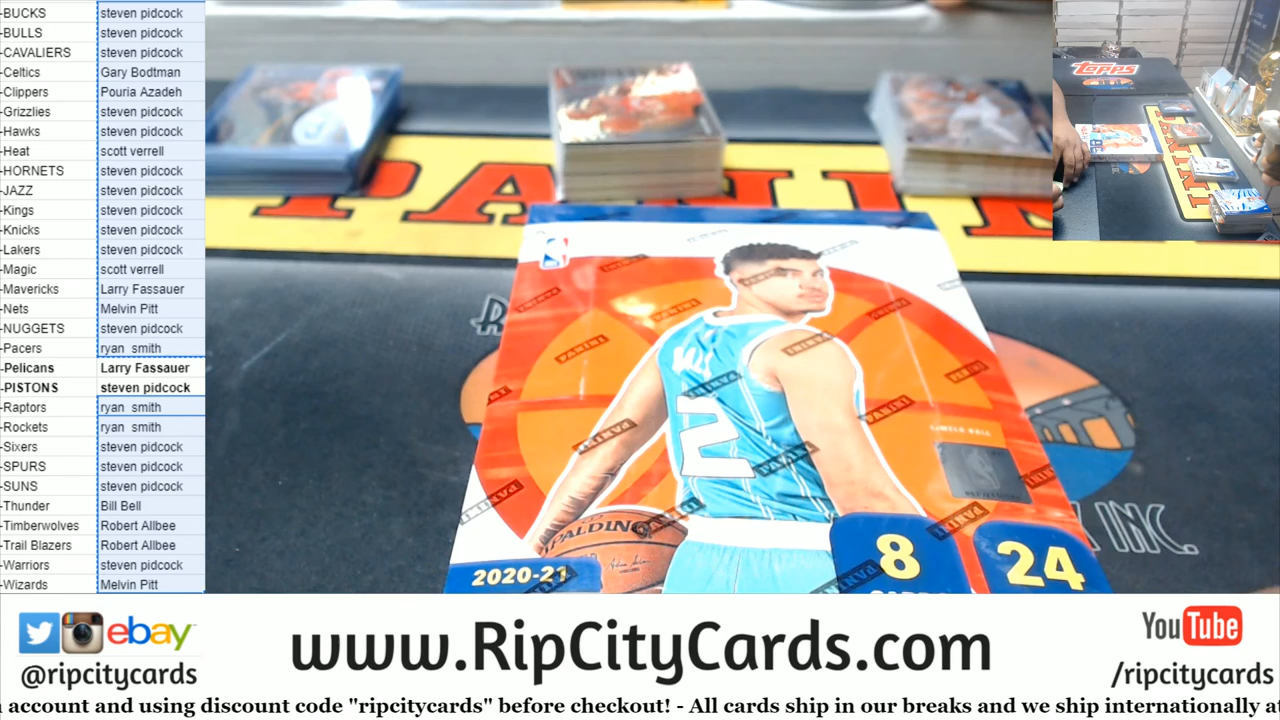 -BUCKS steven pidcock
-BULLS steven pidcock
-CAVALIERS steven pidcock
-Celtics Gary Bodtman
-Clippers Pouria Azadeh
-Grizzlies steven pidcock
-Hawks steven pidcock
-Heat scott verrell
-HORNETS steven pidcock
-JAZZ steven pidcock
-Kings steven pidcock
-Knicks steven pidcock
-Lakers steven pidcock
-Magic scott verrell
-Mavericks Larry Fassauer
-Nets Melvin Pitt
-NUGGETS steven pidcock
-Pacers ryan smith
-Pelicans Larry Fassauer
-PISTONS steven pidcock
-Raptors ryan smith
-Rockets ryan smith
-Sixers steven pidcock
-SPURS steven pidcock
-SUNS steven pidcock
-Thunder Bill Bell
-Timberwolves Robert Allbee
-Trail Blazers Robert Allbee
-Warriors steven pidcock
-Wizards Melvin Pitt
Topps
PANINI
PANINI
2
SPALDING
2020-21
8
24
INC.
ebay
@ripcitycards
www.RipCityCards.com
YouTube
/ripcitycards
account and using discount code "ripcitycards" before checkout! - All cards ship in our breaks and we ship internationally